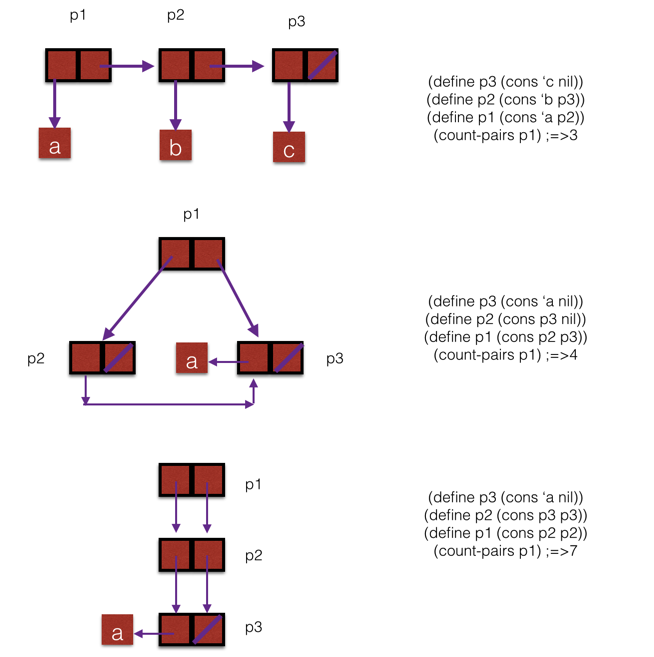 p1
p2
p3
a
b
c
(define p3 (cons ‘c nil))
(define p2 (cons ‘b p3))
(define p1 (cons ‘a p2))
(count-pairs p1) ;=>3
p1
p2
a
p3
(define p3 (cons ‘a nil))
(define p2 (cons p3 nil))
(define p1 (cons p2 p3))
(count-pairs p1) ;=>4
p1
p2
a
p3
(define p3 (cons ‘a nil))
(define p2 (cons p3 p3))
(define p1 (cons p2 p2))
(count-pairs p1) ;=>7